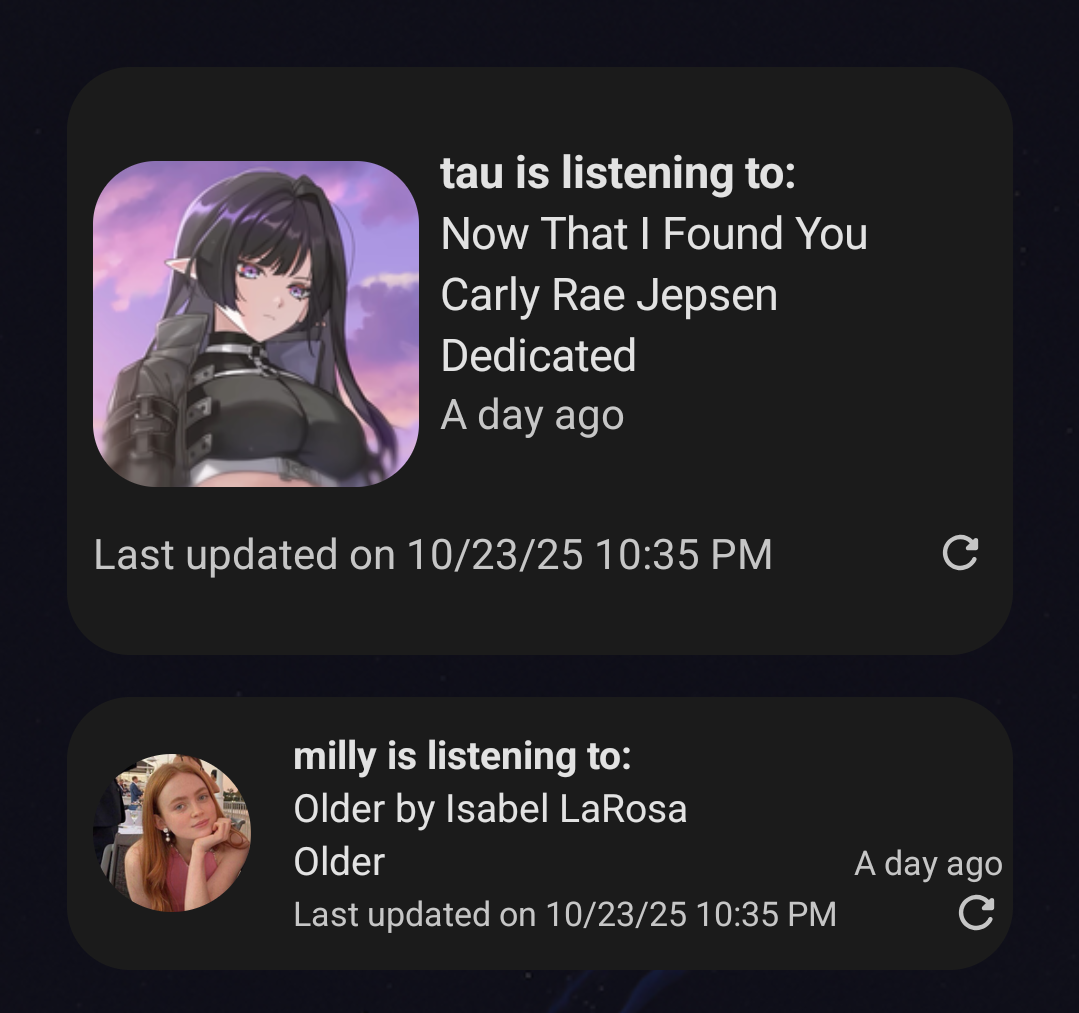 tau is listening to:
Now That I Found You
Carly Rae Jepsen
Dedicated
A day ago
Last updated on 10/23/25 10:35 PM
milly is listening to:
Older by Isabel LaRosa
Older
A day ago
Last updated on 10/23/25 10:35 PM